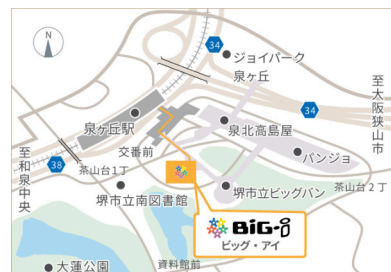 N
34
ジョイパーク
泉ヶ丘
至大阪狭山市
34
泉ケ丘駅
泉北高島屋
交番前
パンジョ
38
茶山台1丁
至和泉中央
堺市立南図書館
堺市立ビッグバン
茶山台2丁
BiG-i
ビッグ・アイ
資料館前
大蓮公園